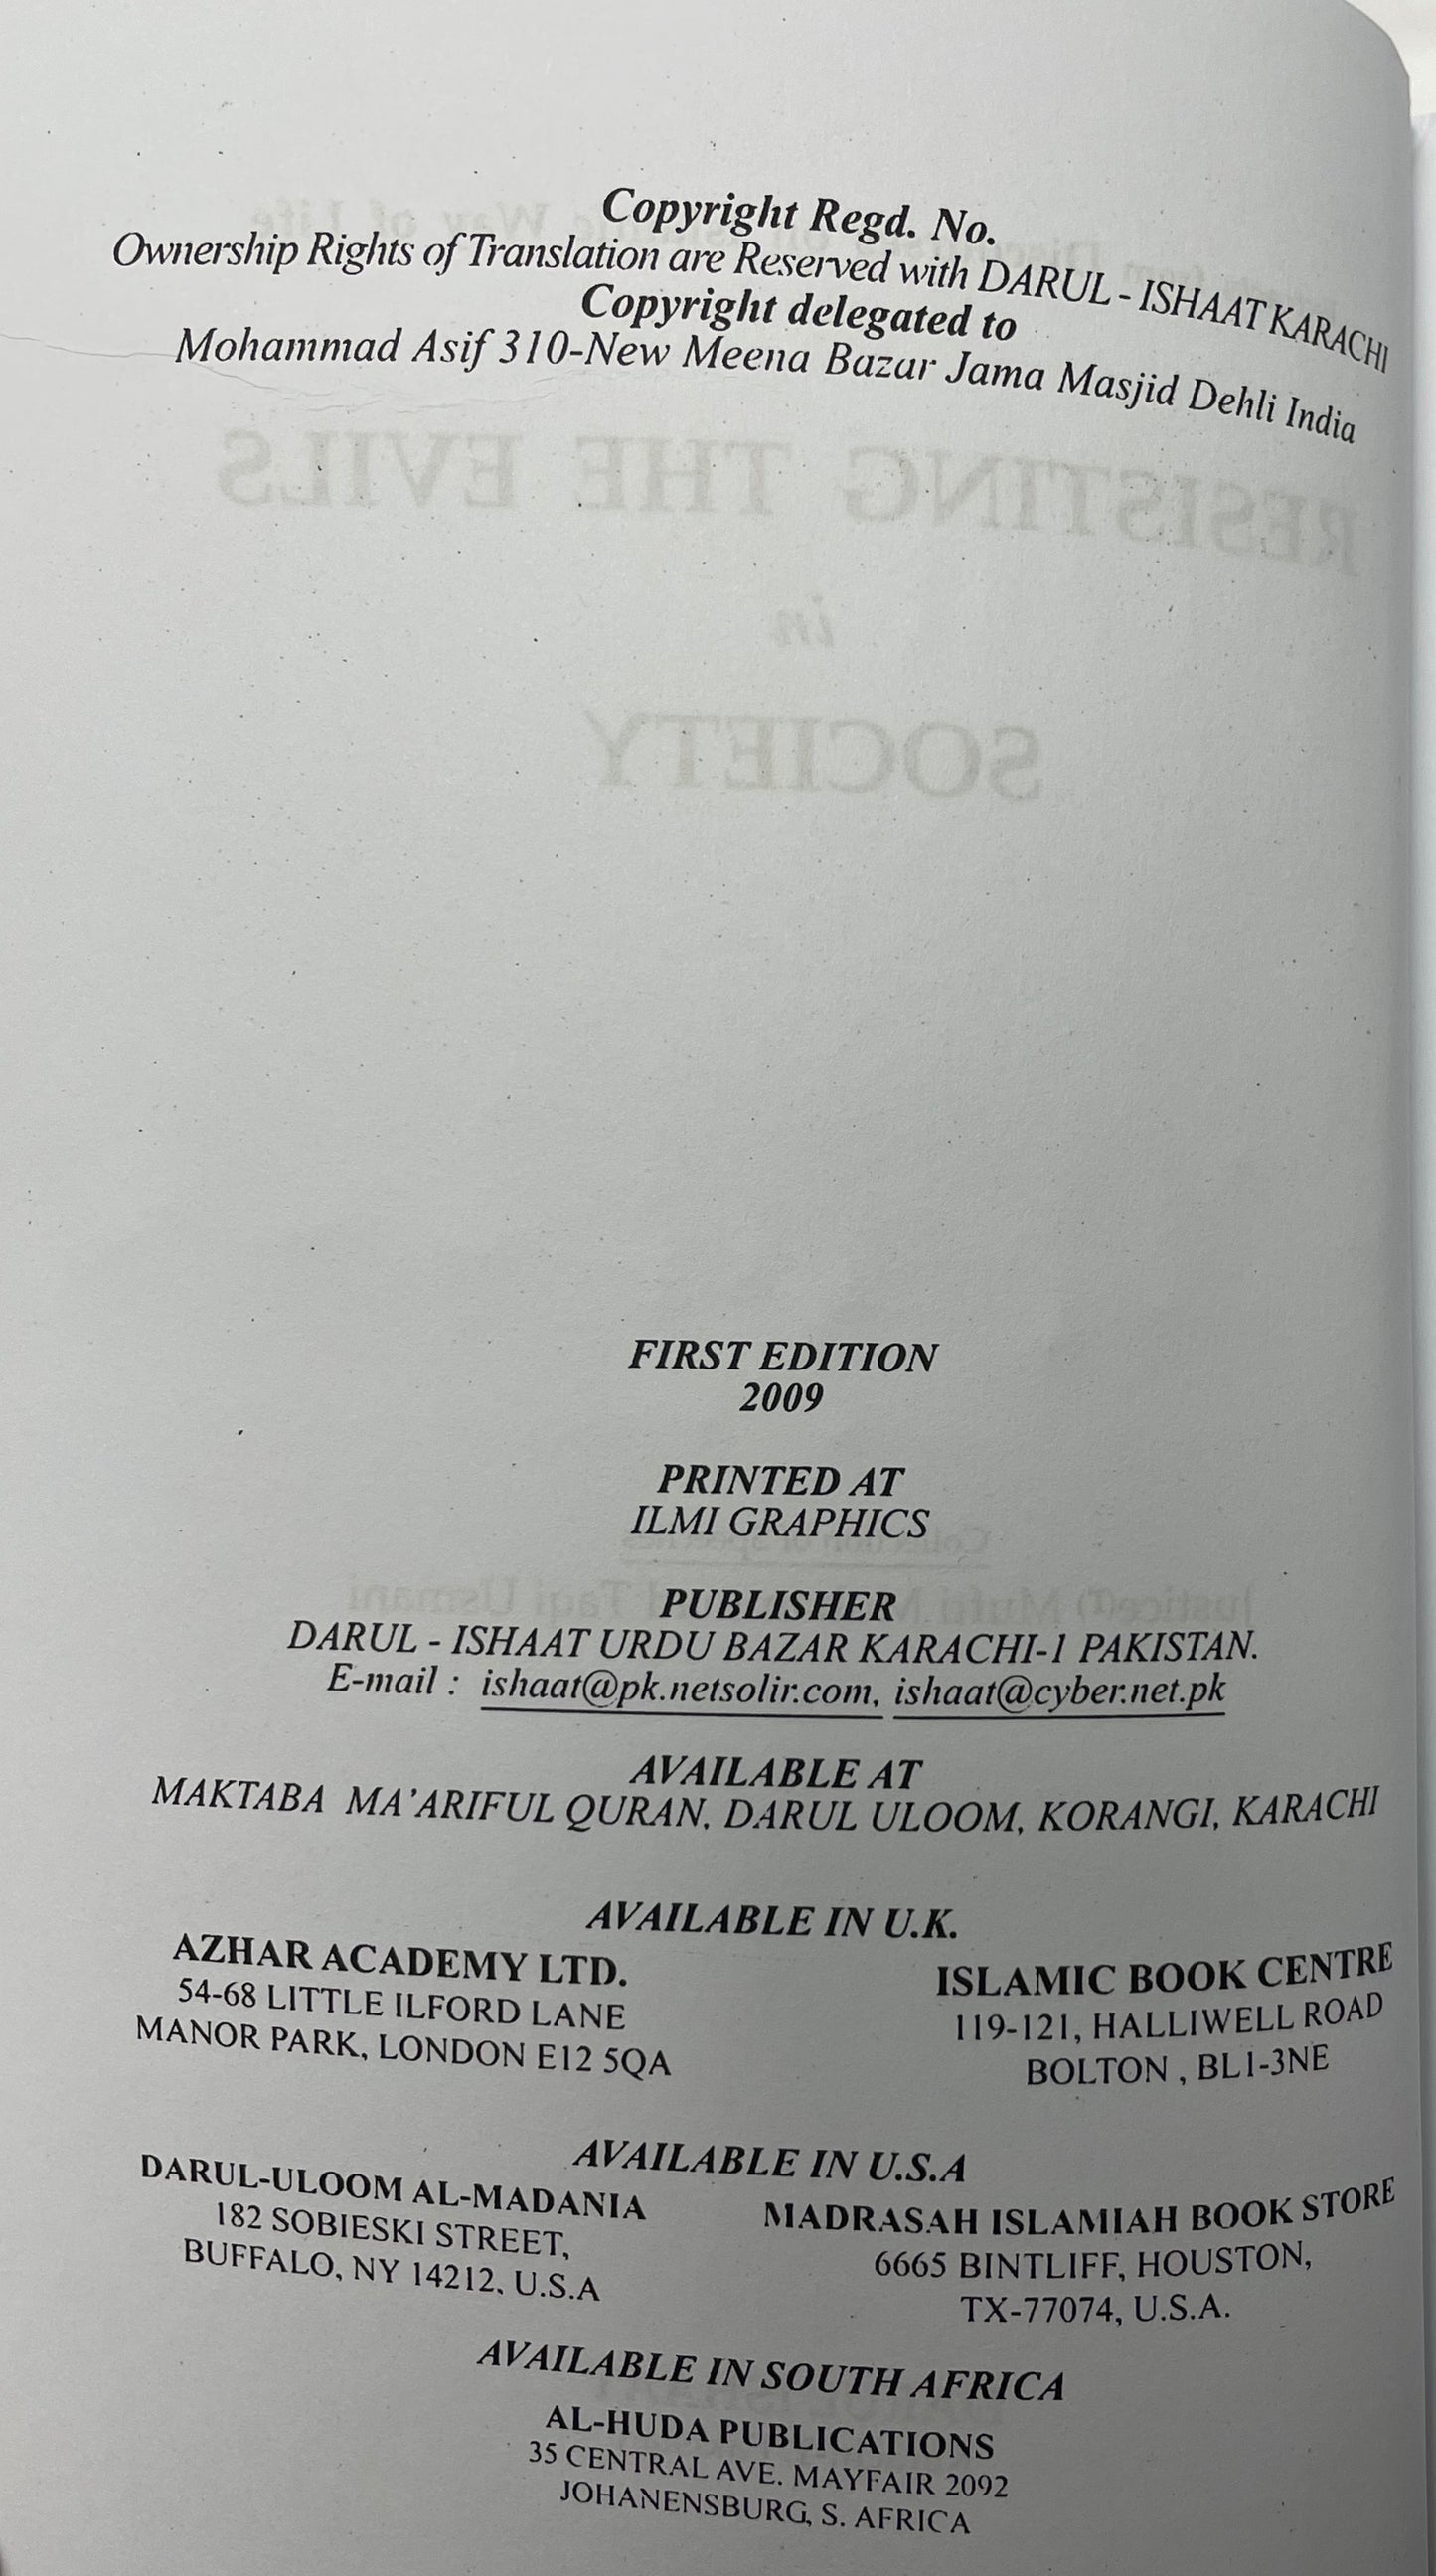 Copyright Regd. No.
Ownership Rights of Translation are Reserved with DARUL - ISHAAT KARACHI
Copyright delegated to
Mohammad Asif 310-New Meena Bazar Jama Masjid Dehli India
RESISTING THE EVILS
in
SOCIETY
FIRST EDITION
2009
PRINTED AT
ILMI GRAPHICS
PUBLISHER
DARUL - ISHAAT URDU BAZAR KARACHI-1 PAKISTAN.
E-mail : ishaat@pk.netsolir.com, ishaat@cyber.net.pk
AVAILABLE AT
MAKTABA MA'ARIFUL QURAN, DARUL ULOOM, KORANGI, KARACHI
AVAILABLE IN U.K.
AZHAR ACADEMY LTD.
54-68 LITTLE ILFORD LANE
MANOR PARK, LONDON E12 5QA
ISLAMIC BOOK CENTRE
119-121, HALLIWELL ROAD
BOLTON , BL1-3NE
AVAILABLE IN U.S.A
DARUL-ULOOM AL-MADANIA
182 SOBIESKI STREET,
BUFFALO, NY 14212, U.S.A
MADRASAH ISLAMIAH BOOK STORE
6665 BINTLIFF, HOUSTON,
TX-77074, U.S.A.
AVAILABLE IN SOUTH AFRICA
AL-HUDA PUBLICATIONS
35 CENTRAL AVE. MAYFAIR 2092
JOHANENSBURG, S. AFRICA